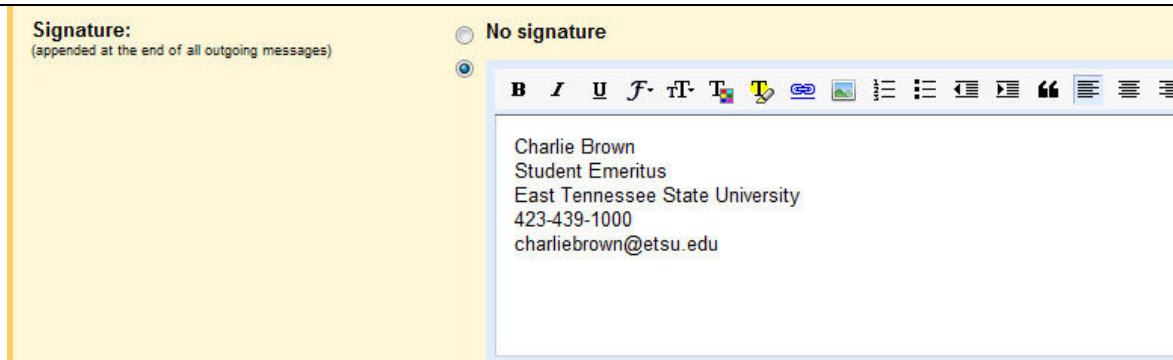 Signature:
(appended at the end of all outgoing messages)
No signature
B I U F T T T
Charlie Brown
Student Emeritus
East Tennessee State University
423-439-1000
charliebrown@etsu.edu